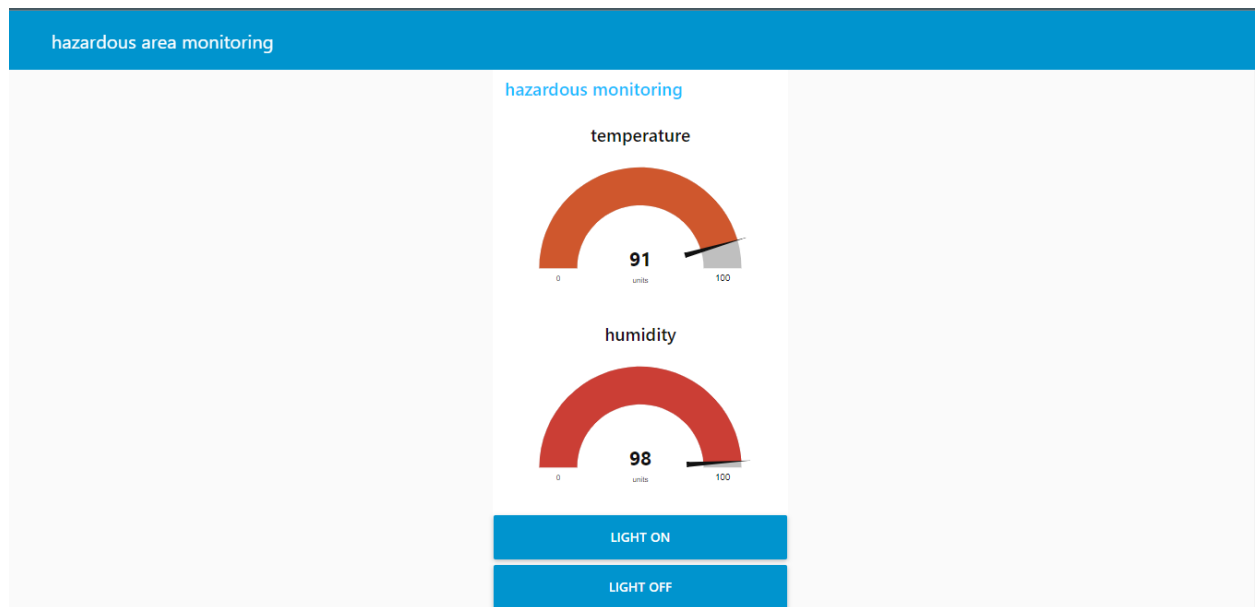 hazardous area monitoring
hazardous monitoring
temperature
91
units
0
100
humidity
98
units
0
100
LIGHT ON
LIGHT OFF